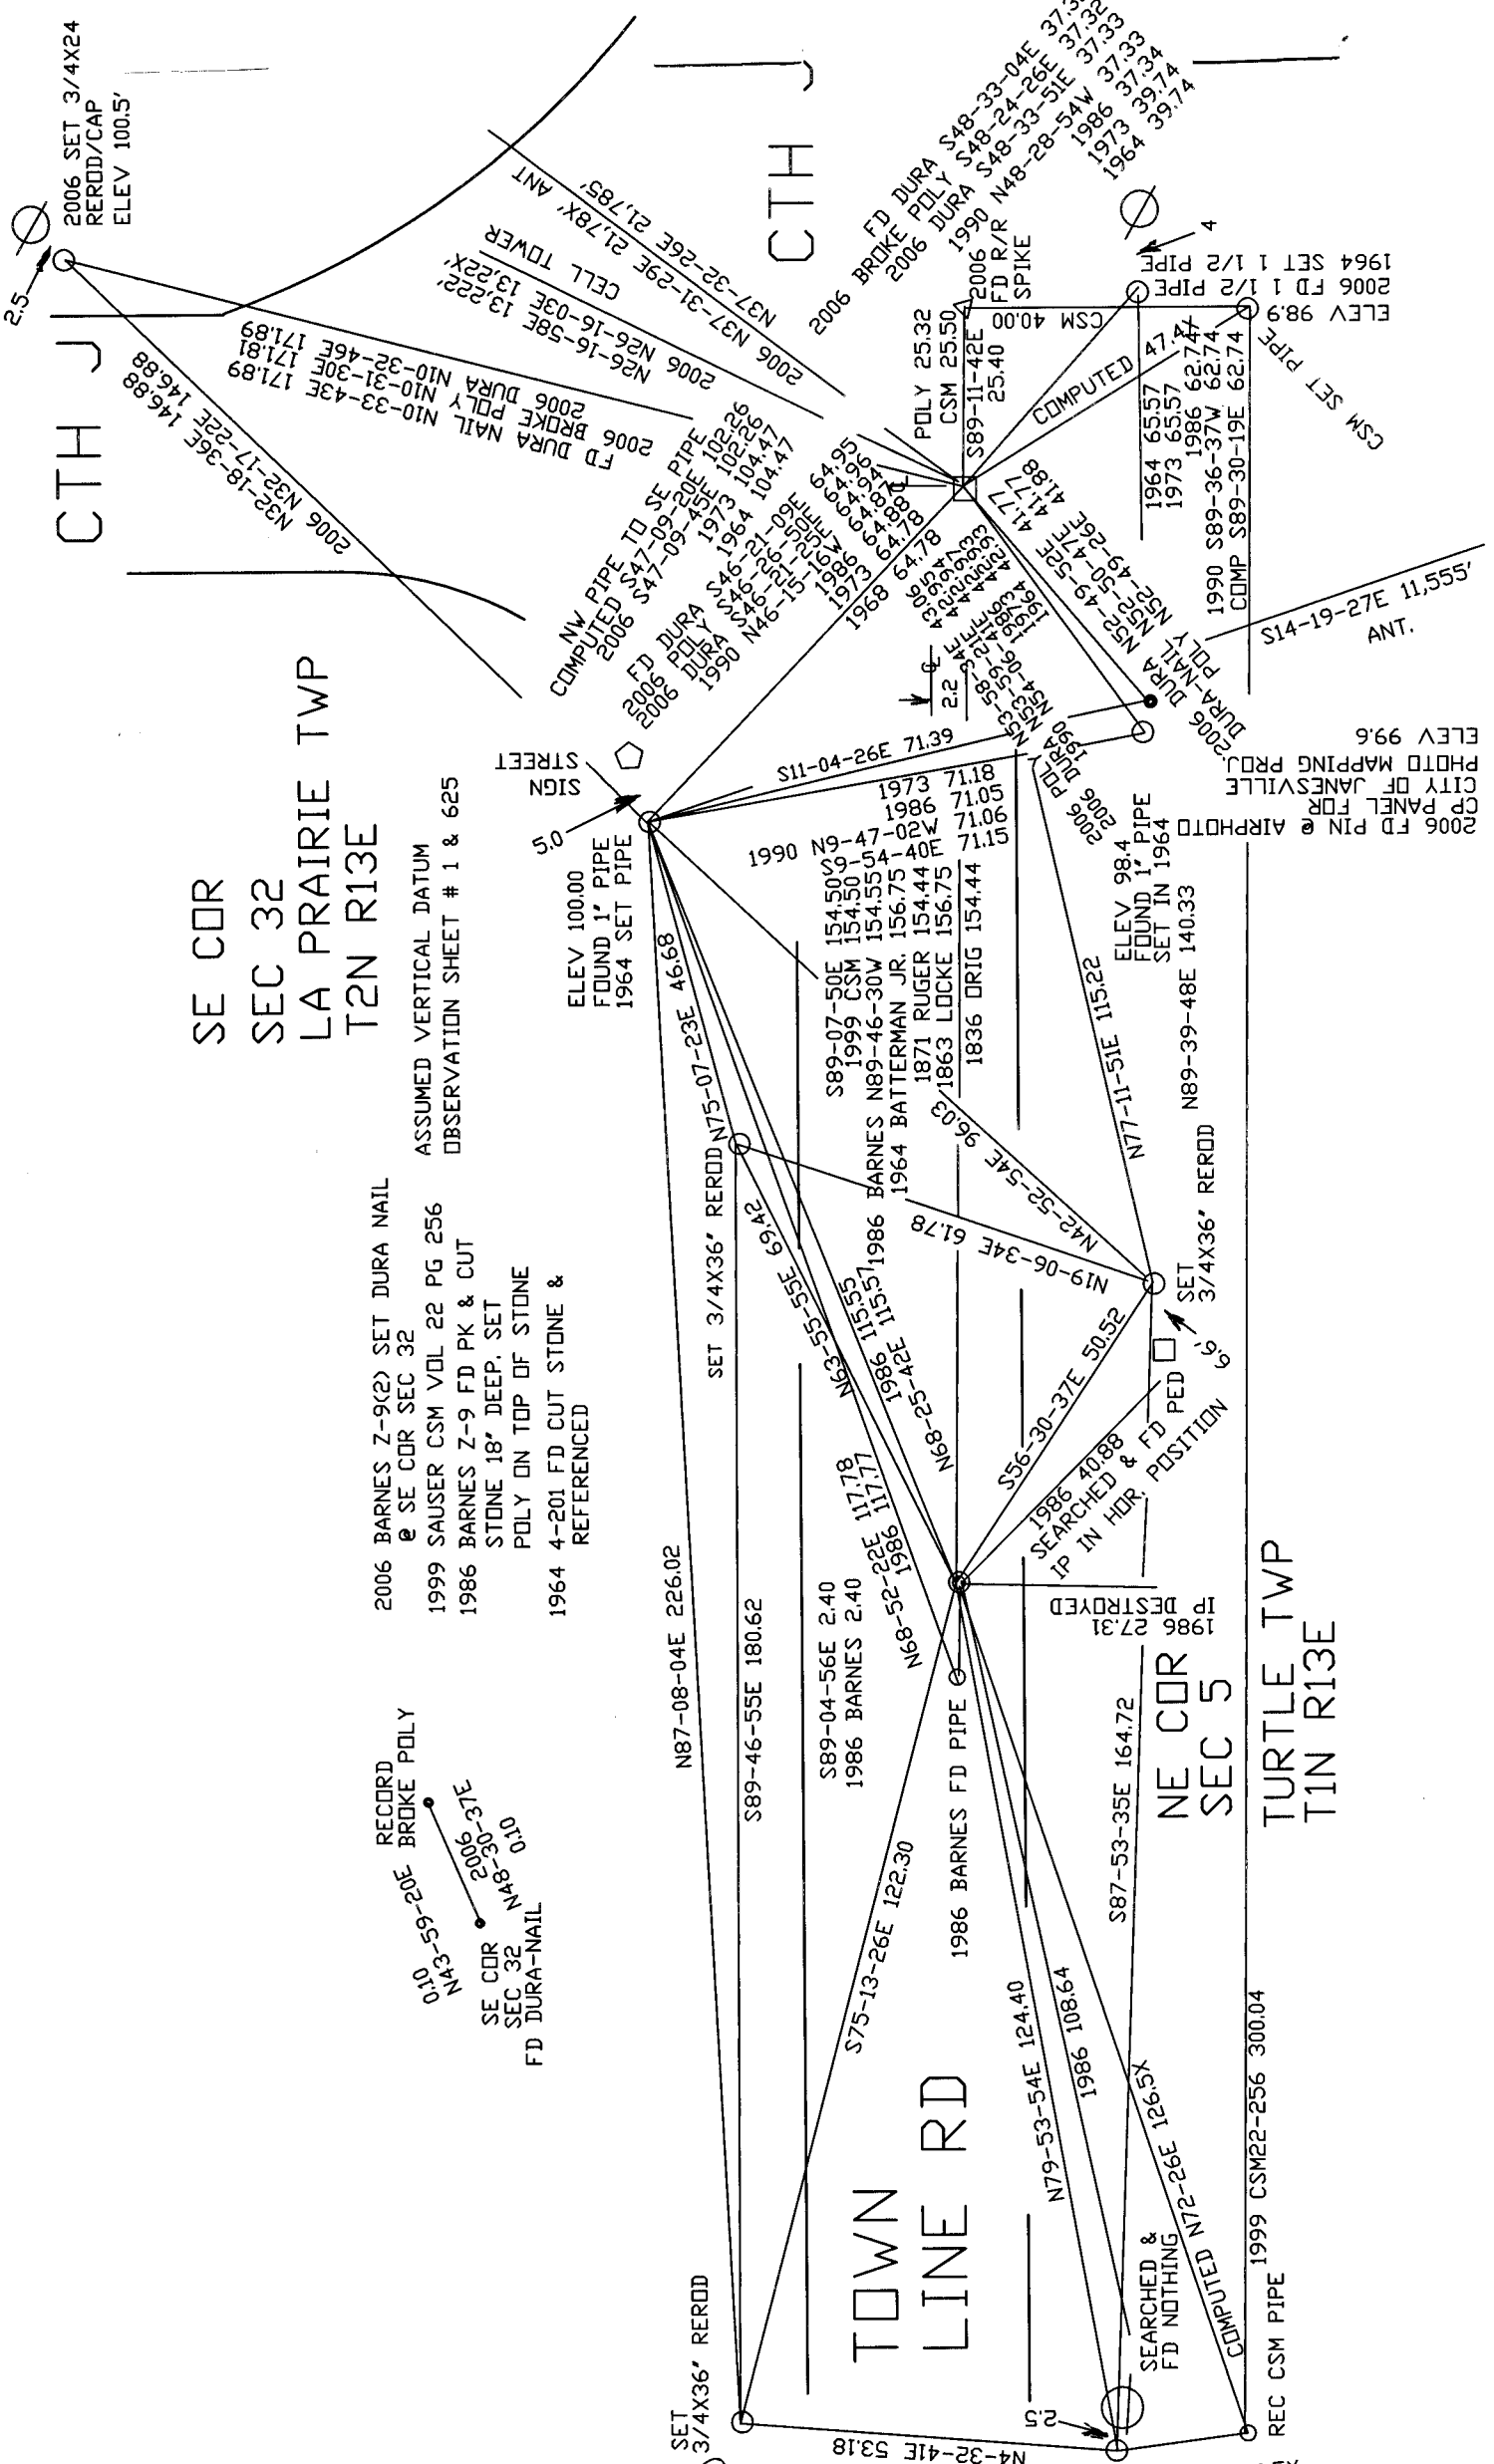 SE COR
SEC 32
LA PRAIRIE TWP
T2N R13E
ASSUMED VERTICAL DATUM
OBSERVATION SHEET # 1 & 625
2006 BARNES Z-9(2) SET DURA NAIL
@ SE COR SEC 32
1999 SAUSER CSM VOL 22 PG 256
1986 BARNES Z-9 FD PK & CUT
STONE 18" DEEP. SET
POLY ON TOP OF STONE
1964 4-201 FD CUT STONE &
REFERENCED
RECORD
BROKE POLY
0.10
N43-59-20E
2006
N48-30-37E
0.10
SE COR
SEC 32
FD DURA-NAIL
CTH J
2.5
2006 SET 3/4X24
REROD/CAP
ELEV 100.5'
N32-18-36E 146.88
2006 N32-17-22E 146.88
FD DURA NAIL N10-33-43E 171.89
2006 BROKE POLY N10-31-30E 171.81
2006 DURA N10-32-46E 171.89
N26-16-58E 13,222'
2006 N26-16-03E 13,22X'
CELL TOWER
2006 N37-31-29E 21,78X' ANT
N37-32-26E 21,785'
CTH J
FD DURA S48-33-04E
2006 BROKE POLY S48-24-26E 37.32
2006 DURA S48-33-51E 37.33
1990 N48-28-54W 37.33
1986 37.34
1973 39.74
1964 39.74
NW PIPE TO SE PIPE
COMPUTED S47-09-20E 102.26
2006 S47-09-45E 102.26
1973 104.47
1964 104.47
FD DURA S46-21-09E 64.95
1990 N46-15-16W
1973 64.78
1968 64.78
STREET
SIGN
5.0
ELEV 100.00
FOUND 1" PIPE
1964 SET PIPE
POLY 25.32
CSM 25.50
S89-11-42E
25.40
2006
FD R/R
SPIKE
CSM 40.00
COMPUTED 47.4
4
1964 SET 1 1/2 PIPE
2006 FD 1 1/2 PIPE
ELEV 98.9
CSM SET PIPE
1964 65.57
1973 65.57
1986 62.74
1990 S89-36-37W 62.74
COMP S89-30-19E 62.74
S14-19-27E 11,555'
ANT.
2006 DURA N52-49-52E 41.77
DURA-NAIL N52-50-47E 41.77
POLY N52-49-26E 41.88
2.2
S11-04-26E 71.39
1973 71.18
1986 71.05
1990 N9-47-02W 71.06
S9-54-40E 71.15
2006 FD PIN @ AIRPHOTO
CP PANEL FOR
CITY OF JANESVILLE
PHOTO MAPPING PROJ.
ELEV 99.6
ELEV 98.4
FOUND 1" PIPE
SET IN 1964
S89-07-50E 154.50
1999 CSM 154.50
1986 BARNES N89-46-30W 154.55
1964 BATTERMAN JR. 156.75
1871 RUGER 154.44
1863 LOCKE 156.75
1836 ORIG 154.44
N77-11-51E 115.22
N89-39-48E 140.33
N42-52-54E 96.03
N19-06-34E 61.78
SET
3/4X36" REROD
SET 3/4X36" REROD
N75-07-23E 46.68
N63-55-55E 69.42
1986 115.55
1986 115.57
N68-25-42E
N68-52-22E 117.78
1986 117.77
S56-30-37E 50.52
6.6'
PED
1986 40.88
SEARCHED & FD
IP IN HOR. POSITION
1986 27.31
IP DESTROYED
N87-08-04E 226.02
S89-46-55E 180.62
S89-04-56E 2.40
1986 BARNES 2.40
1986 BARNES FD PIPE
S75-13-26E 122.30
N79-53-54E 124.40
1986 108.64
S87-53-35E 164.72
COMPUTED N72-26E 126.5X
1999 CSM22-256 300.04
REC CSM PIPE
SEARCHED &
FD NOTHING
2.5
N4-32-41E 53.18
SET
3/4X36" REROD
TOWN
LINE RD
NE COR
SEC 5
TURTLE TWP
T1N R13E